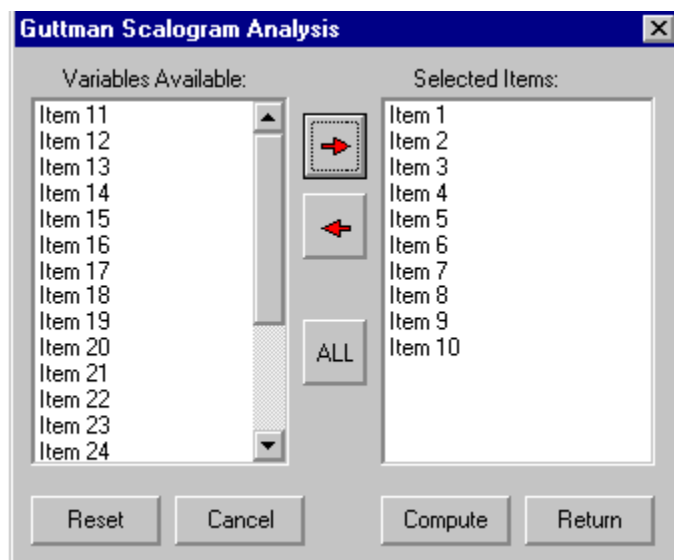 Guttman Scalogram Analysis
Variables Available:
Item 11
Item 12
Item 13
Item 14
Item 15
Item 16
Item 17
Item 18
Item 19
Item 20
Item 21
Item 22
Item 23
Item 24
ALL
Selected Items:
Item 1
Item 2
Item 3
Item 4
Item 5
Item 6
Item 7
Item 8
Item 9
Item 10
Reset
Cancel
Compute
Return